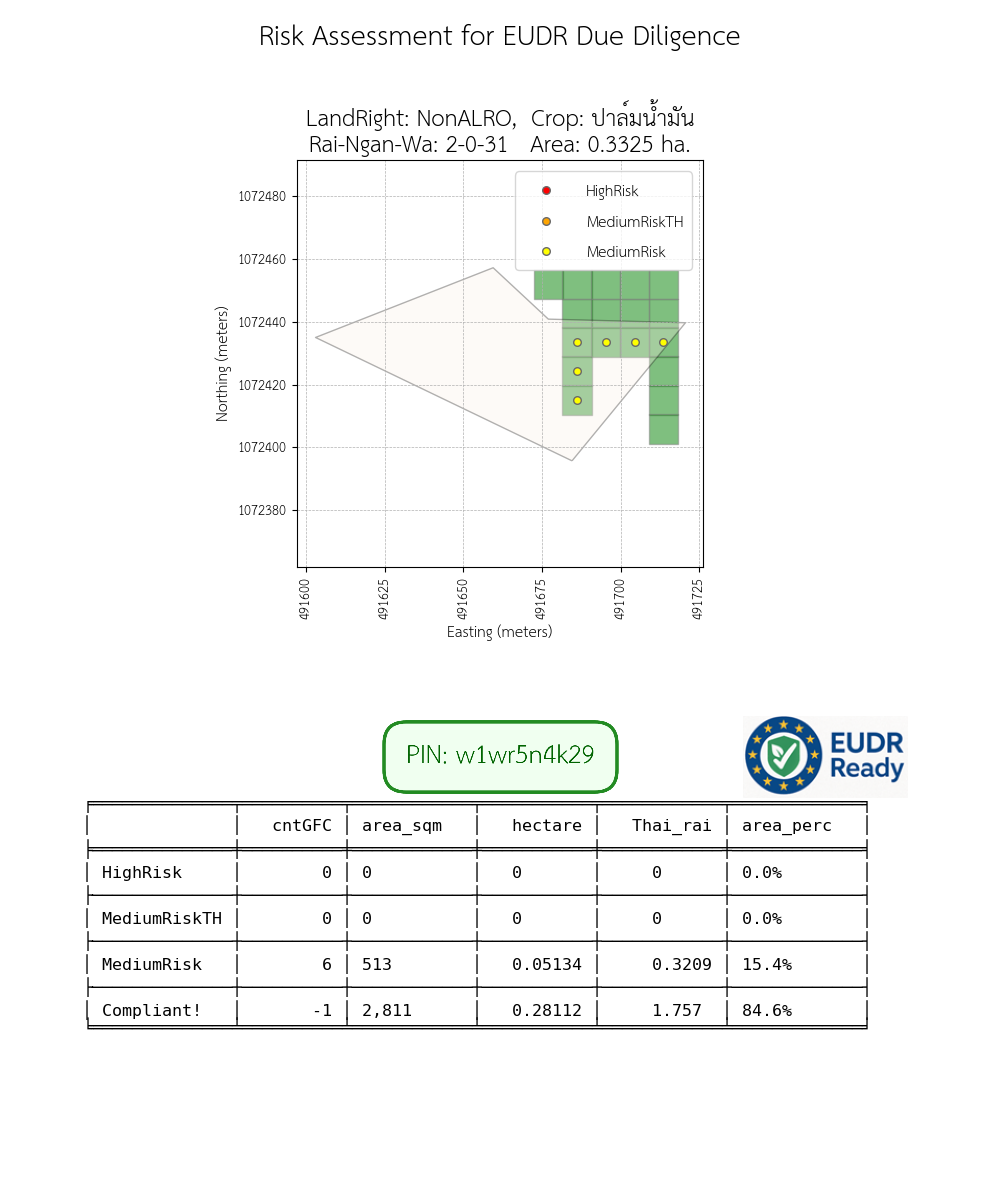 Risk Assessment for EUDR Due Diligence
LandRight: NonALRO,  Crop: ปาล์มน้ำมัน
Rai-Ngan-Wa: 2-0-31   Area: 0.3325 ha.
HighRisk
MediumRiskTH
MediumRisk
1072480
1072460
1072440
1072420
1072400
1072380
Northing (meters)
491600 491625 491650 491675 491700 491725
Easting (meters)
PIN: w1wr5n4k29
EUDR
Ready
cntGFC area_sqm hectare Thai_rai area_perc
HighRisk 0 0 0 0 0.0%
MediumRiskTH 0 0 0 0 0.0%
MediumRisk 6 513 0.05134 0.3209 15.4%
Compliant! -1 2,811 0.28112 1.757 84.6%